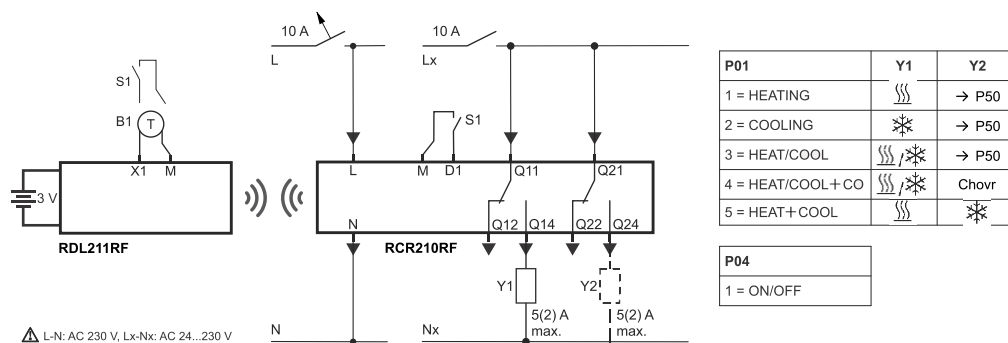 10 A
L
10 A
Lx
S1
B1
T
X1 M
3 V
RDL211RF
S1
L M D1 Q11 Q21
N Q12 Q14 Q22 Q24
RCR210RF
Y1
5(2) A
max.
Y2
5(2) A
max.
N
Nx
L-N: AC 230 V, Lx-Nx: AC 24...230 V
P01 Y1 Y2
1 = HEATING → P50
2 = COOLING → P50
3 = HEAT/COOL / → P50
4 = HEAT/COOL+CO / Chovr
5 = HEAT+COOL
P04
1 = ON/OFF